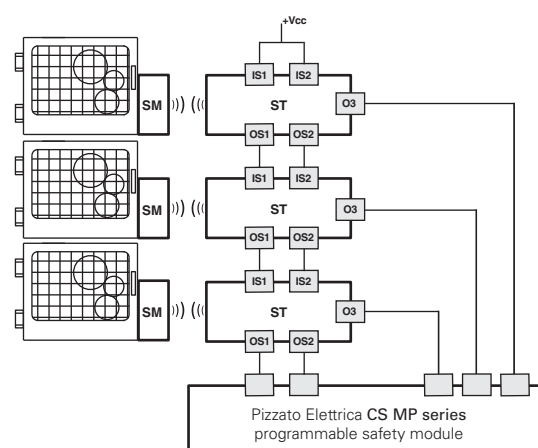 +Vcc
IS1 IS2
SM ))) ((( ST O3
OS1 OS2
IS1 IS2
SM ))) ((( ST O3
OS1 OS2
IS1 IS2
SM ))) ((( ST O3
OS1 OS2
Pizzato Elettrica CS MP series
programmable safety module